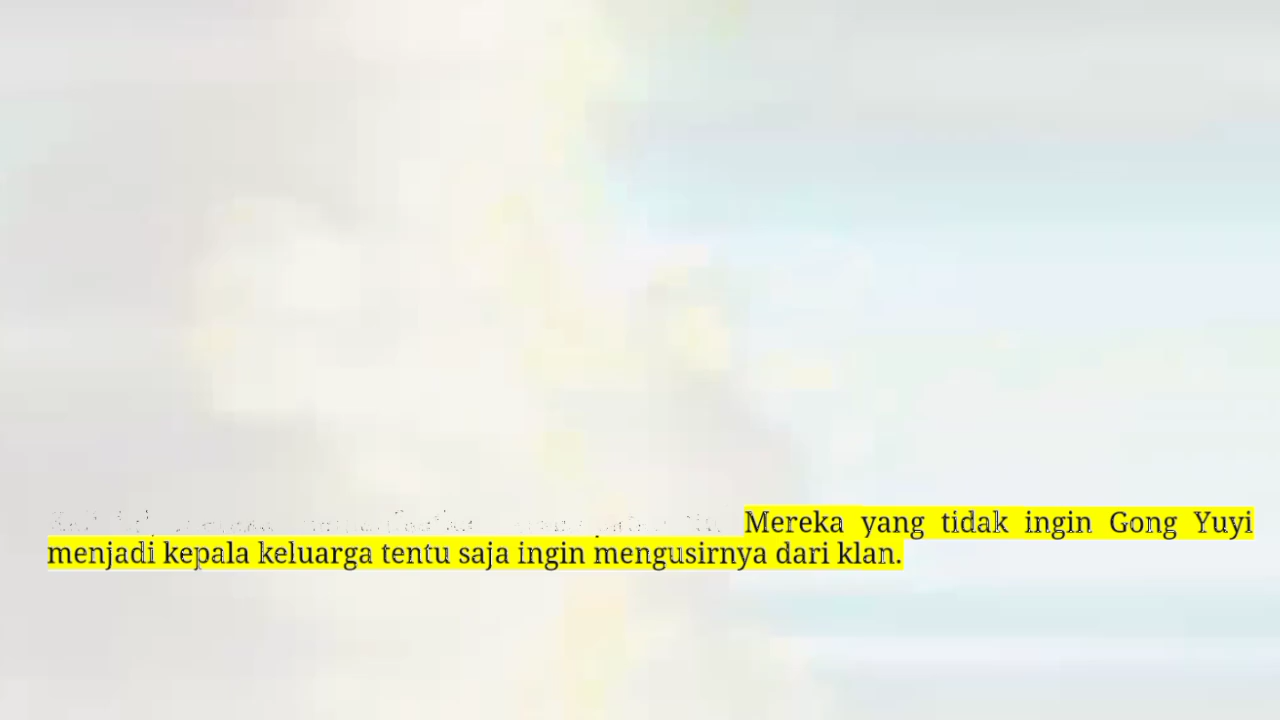 Mereka yang tidak ingin Gong Yuyi
menjadi kepala keluarga tentu saja ingin mengusirnya dari klan.